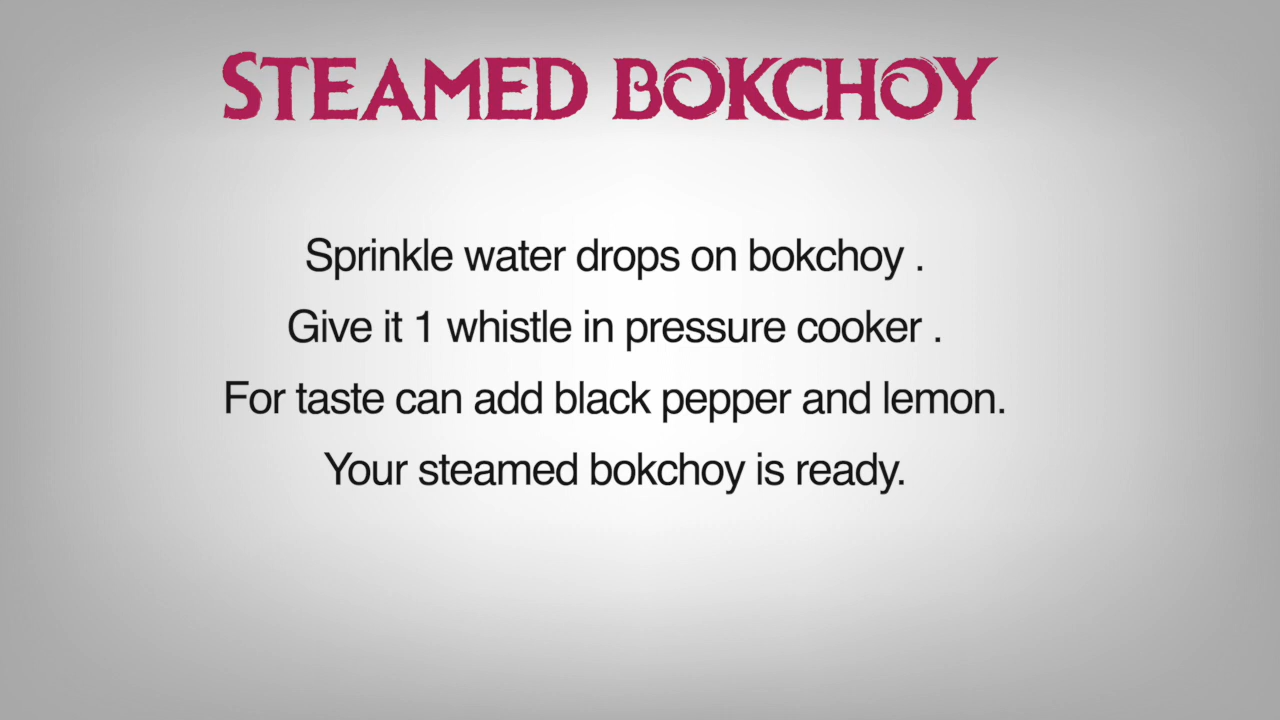 STEAMED BOKCHOY
Sprinkle water drops on bokchoy .
Give it 1 whistle in pressure cooker .
For taste can add black pepper and lemon.
Your steamed bokchoy is ready.